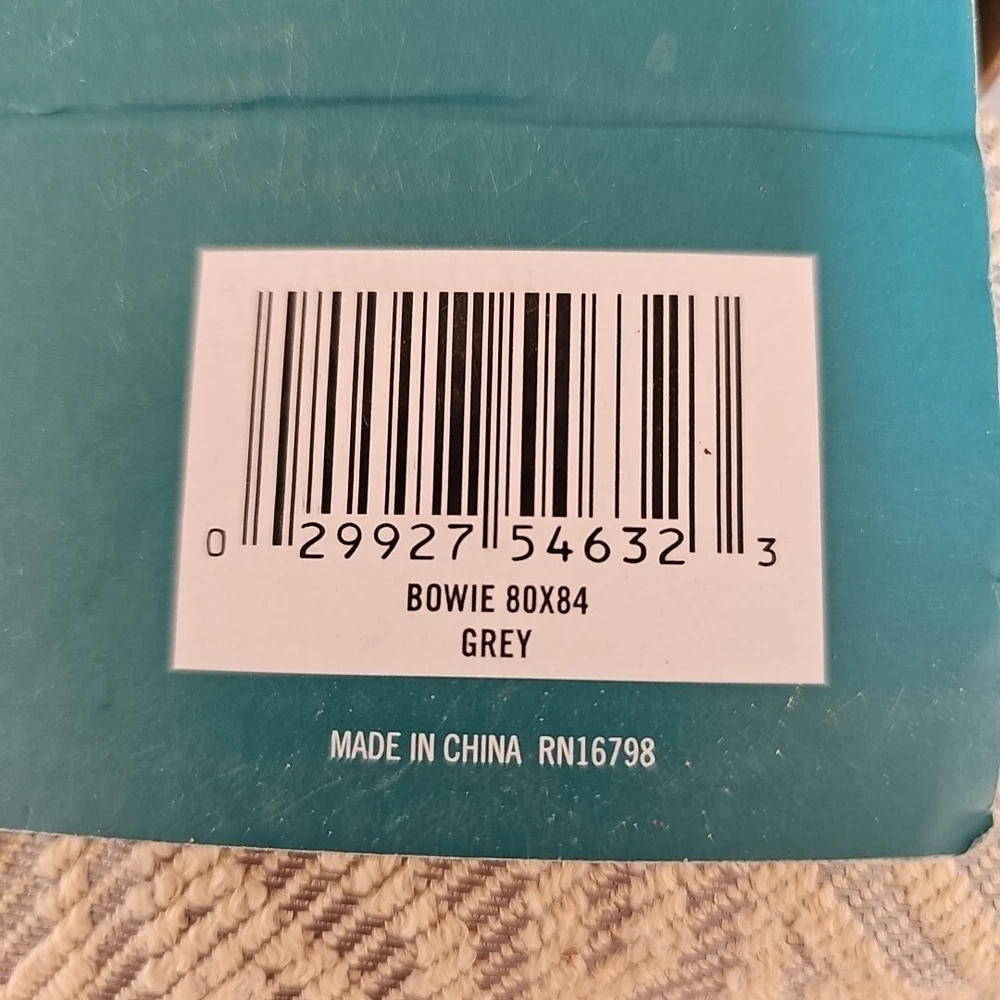 0 29927 54632 3
BOWIE 80X84
GREY
MADE IN CHINA RN16798